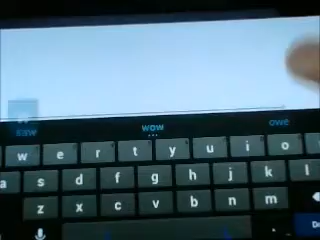 saw wow owe
w e r t y u i o
a s d f g h j k l
z x c v b n m